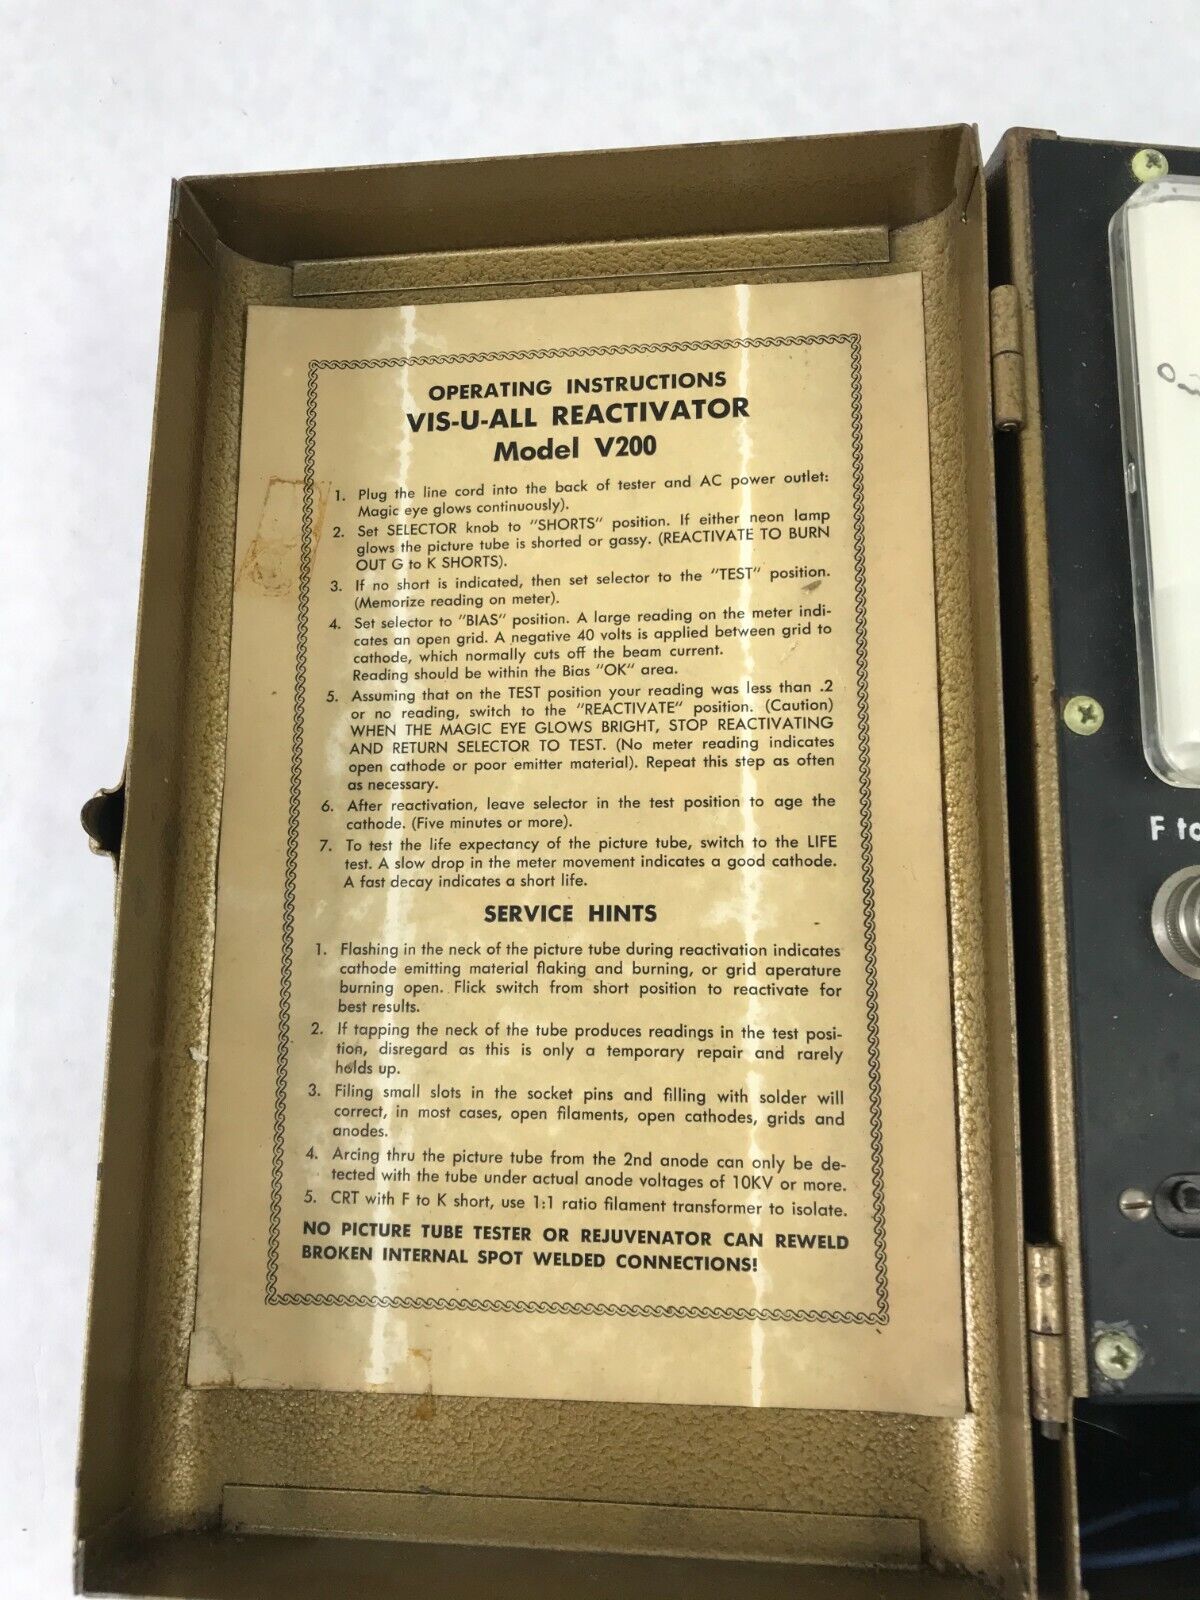 OPERATING INSTRUCTIONS
VIS-U-ALL REACTIVATOR
Model V200
1. Plug the line cord into the back of tester and AC power outlet:
Magic eye glows continuously).
2. Set SELECTOR knob to "SHORTS" position. If either neon lamp
glows the picture tube is shorted or gassy. (REACTIVATE TO BURN
OUT G to K SHORTS).
3. If no short is indicated, then set selector to the "TEST" position.
(Memorize reading on meter).
4. Set selector to "BIAS" position. A large reading on the meter indi-
cates an open grid. A negative 40 volts is applied between grid to
cathode, which normally cuts off the beam current.
Reading should be within the Bias "OK" area.
5. Assuming that on the TEST position your reading was less than .2
or no reading, switch to the "REACTIVATE" position. (Caution)
WHEN THE MAGIC EYE GLOWS BRIGHT, STOP REACTIVATING
AND RETURN SELECTOR TO TEST. (No meter reading indicates
open cathode or poor emitter material). Repeat this step as often
as necessary.
6. After reactivation, leave selector in the test position to age the
cathode. (Five minutes or more).
7. To test the life expectancy of the picture tube, switch to the LIFE
test. A slow drop in the meter movement indicates a good cathode.
A fast decay indicates a short life.
SERVICE HINTS
1. Flashing in the neck of the picture tube during reactivation indicates
cathode emitting material flaking and burning, or grid aperature
burning open. Flick switch from short position to reactivate for
best results.
2. If tapping the neck of the tube produces readings in the test posi-
tion, disregard as this is only a temporary repair and rarely
holds up.
3. Filing small slots in the socket pins and filling with solder will
correct, in most cases, open filaments, open cathodes, grids and
anodes.
4. Arcing thru the picture tube from the 2nd anode can only be de-
tected with the tube under actual anode voltages of 10KV or more.
5. CRT with F to K short, use 1:1 ratio filament transformer to isolate.
NO PICTURE TUBE TESTER OR REJUVENATOR CAN REWELD
BROKEN INTERNAL SPOT WELDED CONNECTIONS!
F to